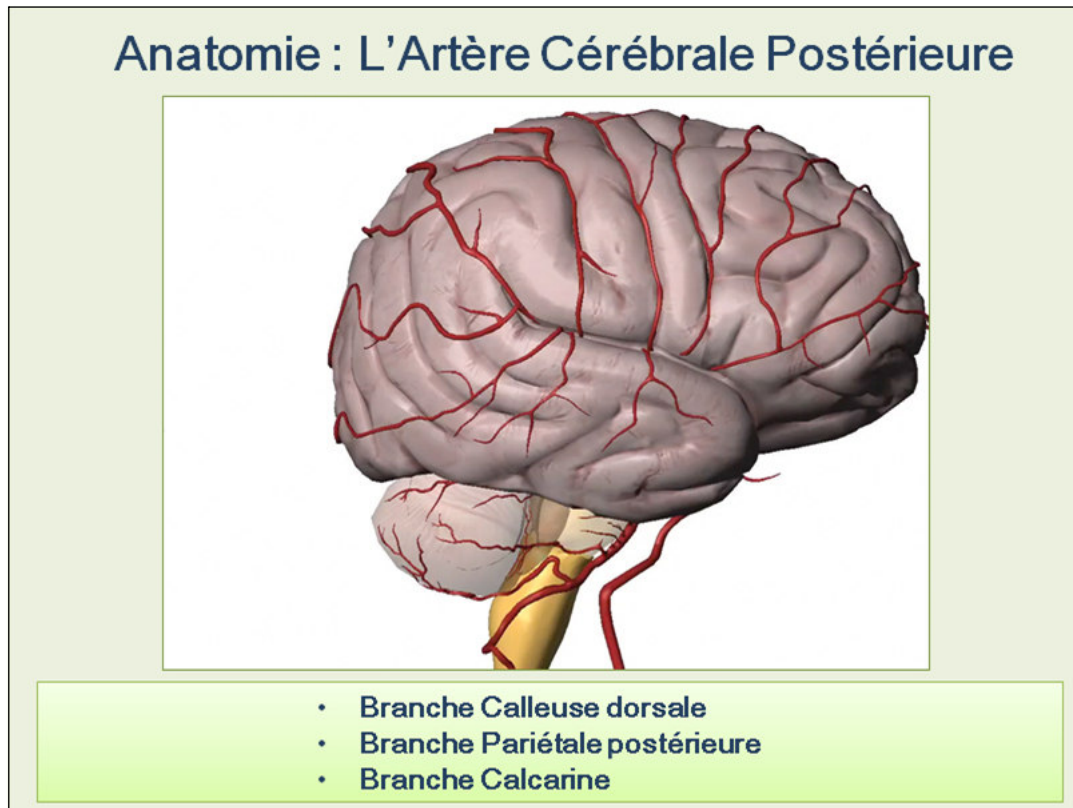 Anatomie : L'Artère Cérébrale Postérieure
• Branche Calleuse dorsale
• Branche Pariétale postérieure
• Branche Calcarine